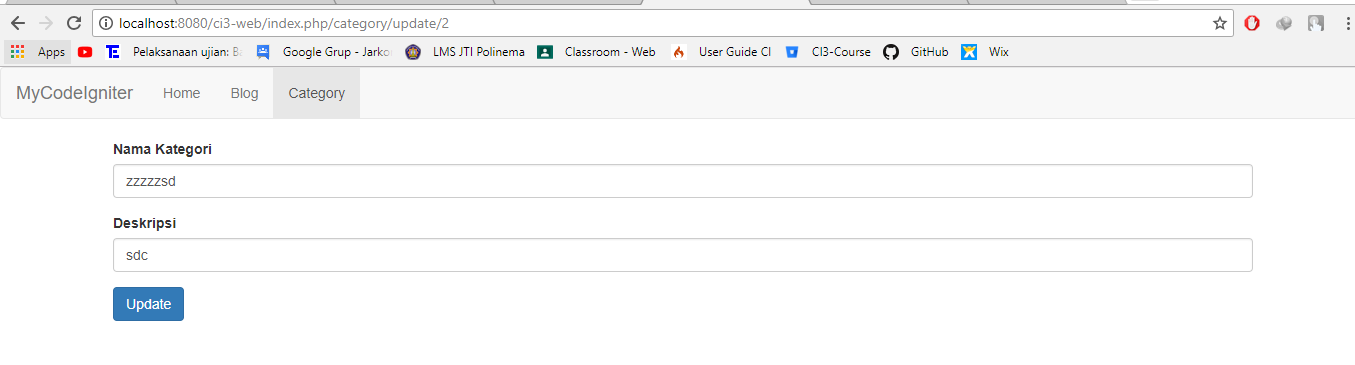 localhost:8080/ci3-web/index.php/category/update/2
Apps Pelaksanaan ujian: Ba Google Grup - Jarko LMS JTI Polinema Classroom - Web User Guide CI CI3-Course GitHub Wix
MyCodeIgniter Home Blog Category
Nama Kategori
zzzzzsd
Deskripsi
sdc
Update